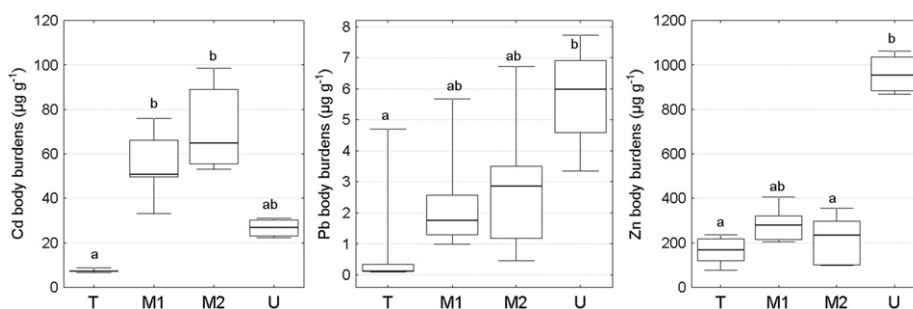 Cd body burdens (µg g⁻¹)
120
100
80
60
40
20
0
a
b
b
ab
T M1 M2 U
Pb body burdens (µg g⁻¹)
8
7
6
5
4
3
2
1
0
a
ab
ab
b
T M1 M2 U
Zn body burdens (µg g⁻¹)
1200
1000
800
600
400
200
0
a
ab
a
b
T M1 M2 U